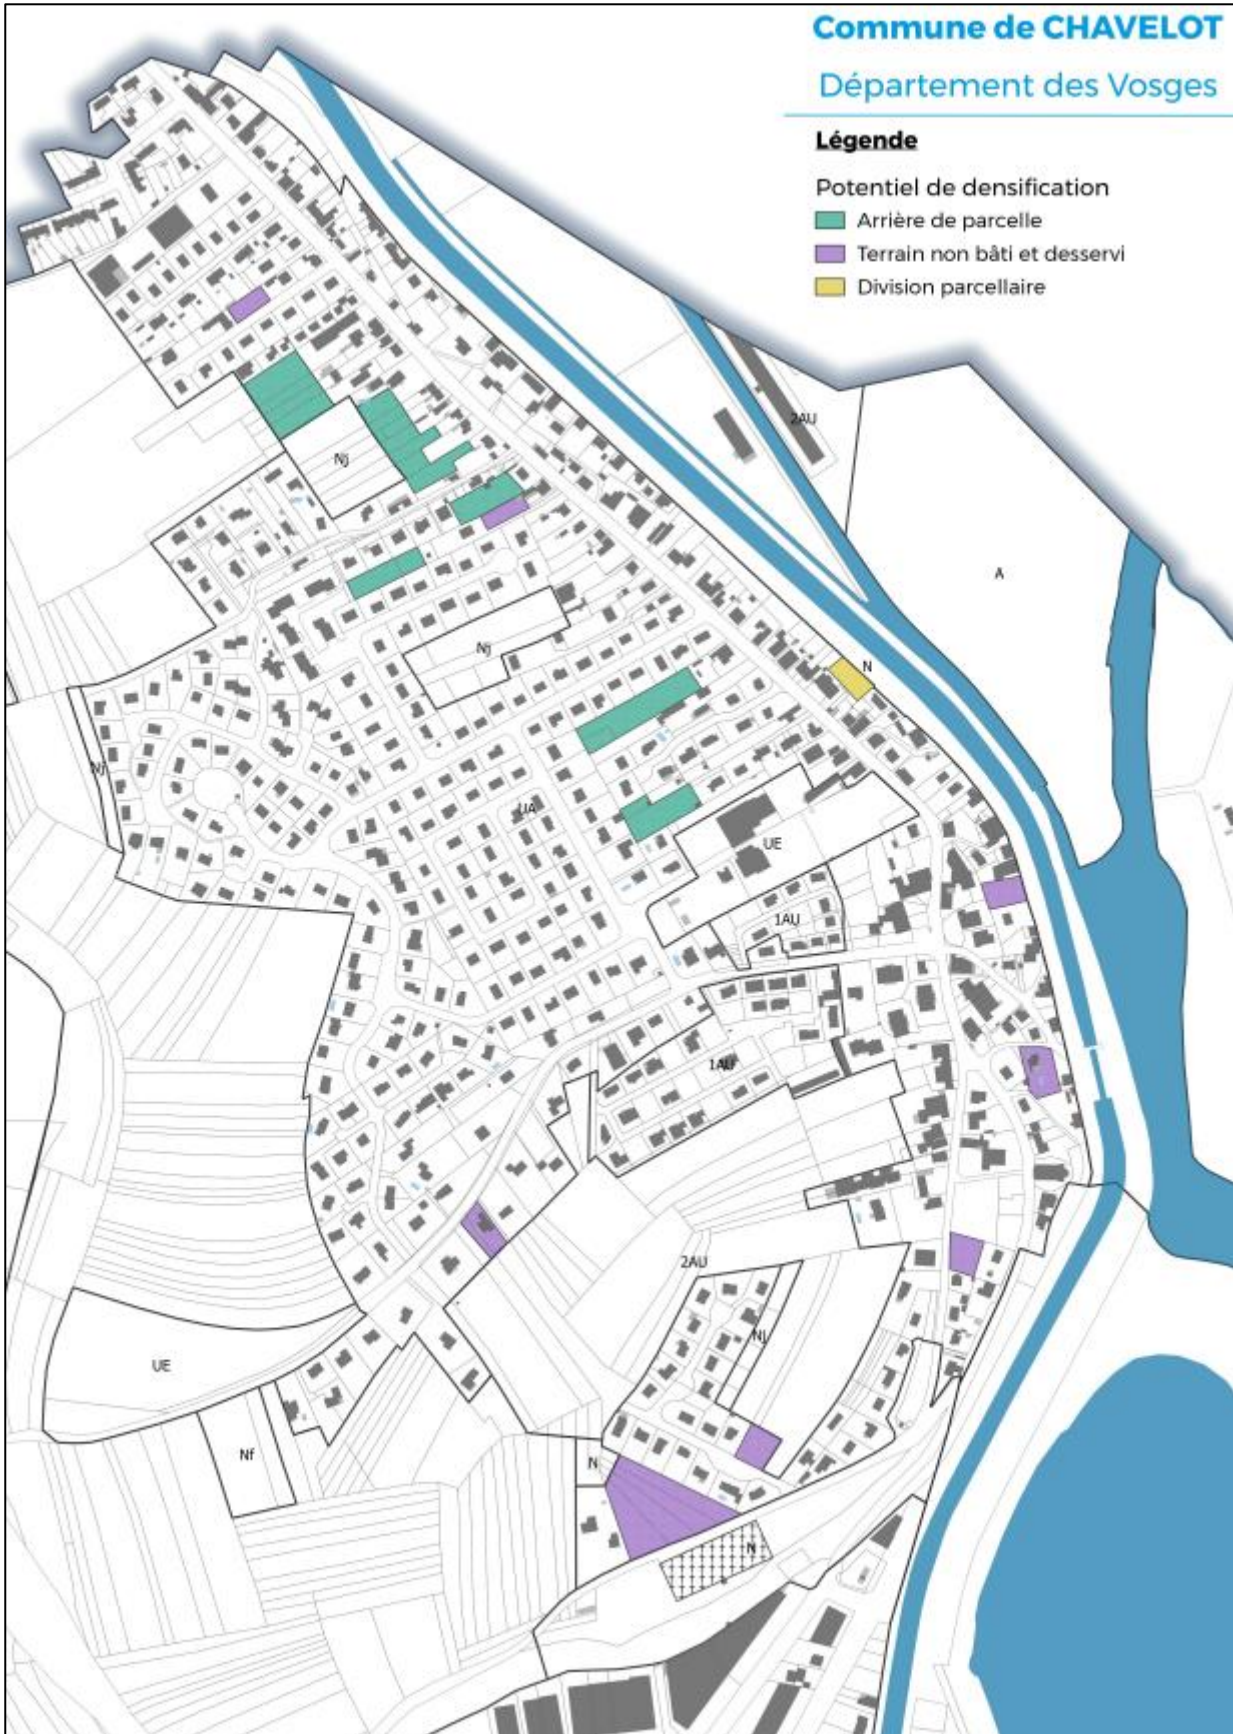 Commune de CHAVELOT
Département des Vosges
Légende
Potentiel de densification
Arrière de parcelle
Terrain non bâti et desservi
Division parcellaire
2AU
Nj
A
Nj
N
Nj
UA
UE
1AU
1AU
2AU
Nj
UE
Nf
N
N